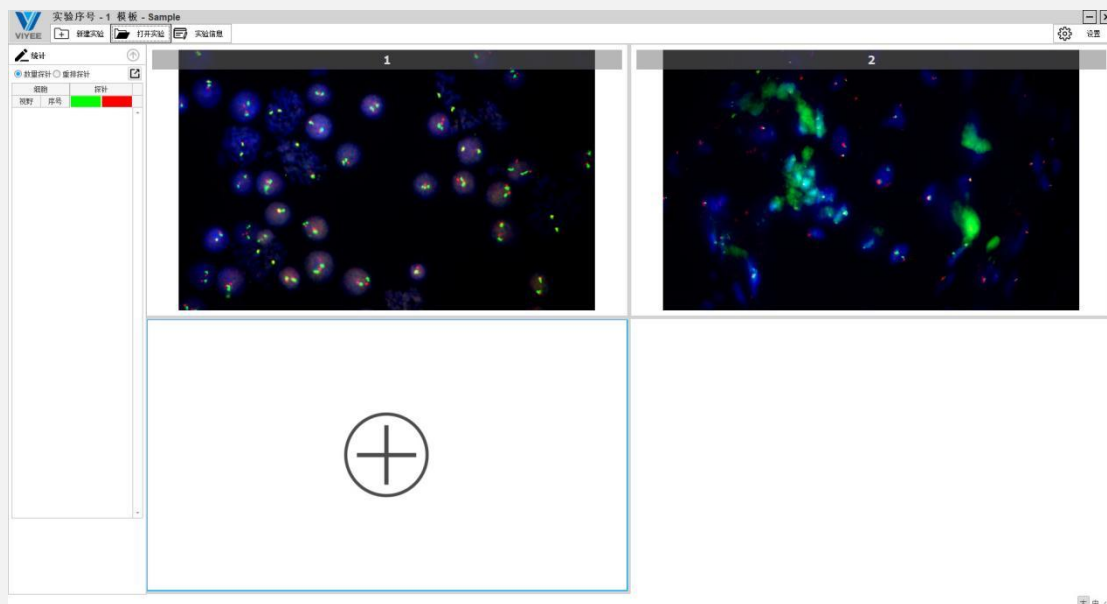 实验序号 - 1 模板 - Sample
VIYEE
新建实验
打开实验
实验信息
设置
统计
数量探针
重排探针
细胞
探针
视野
序号
1
2